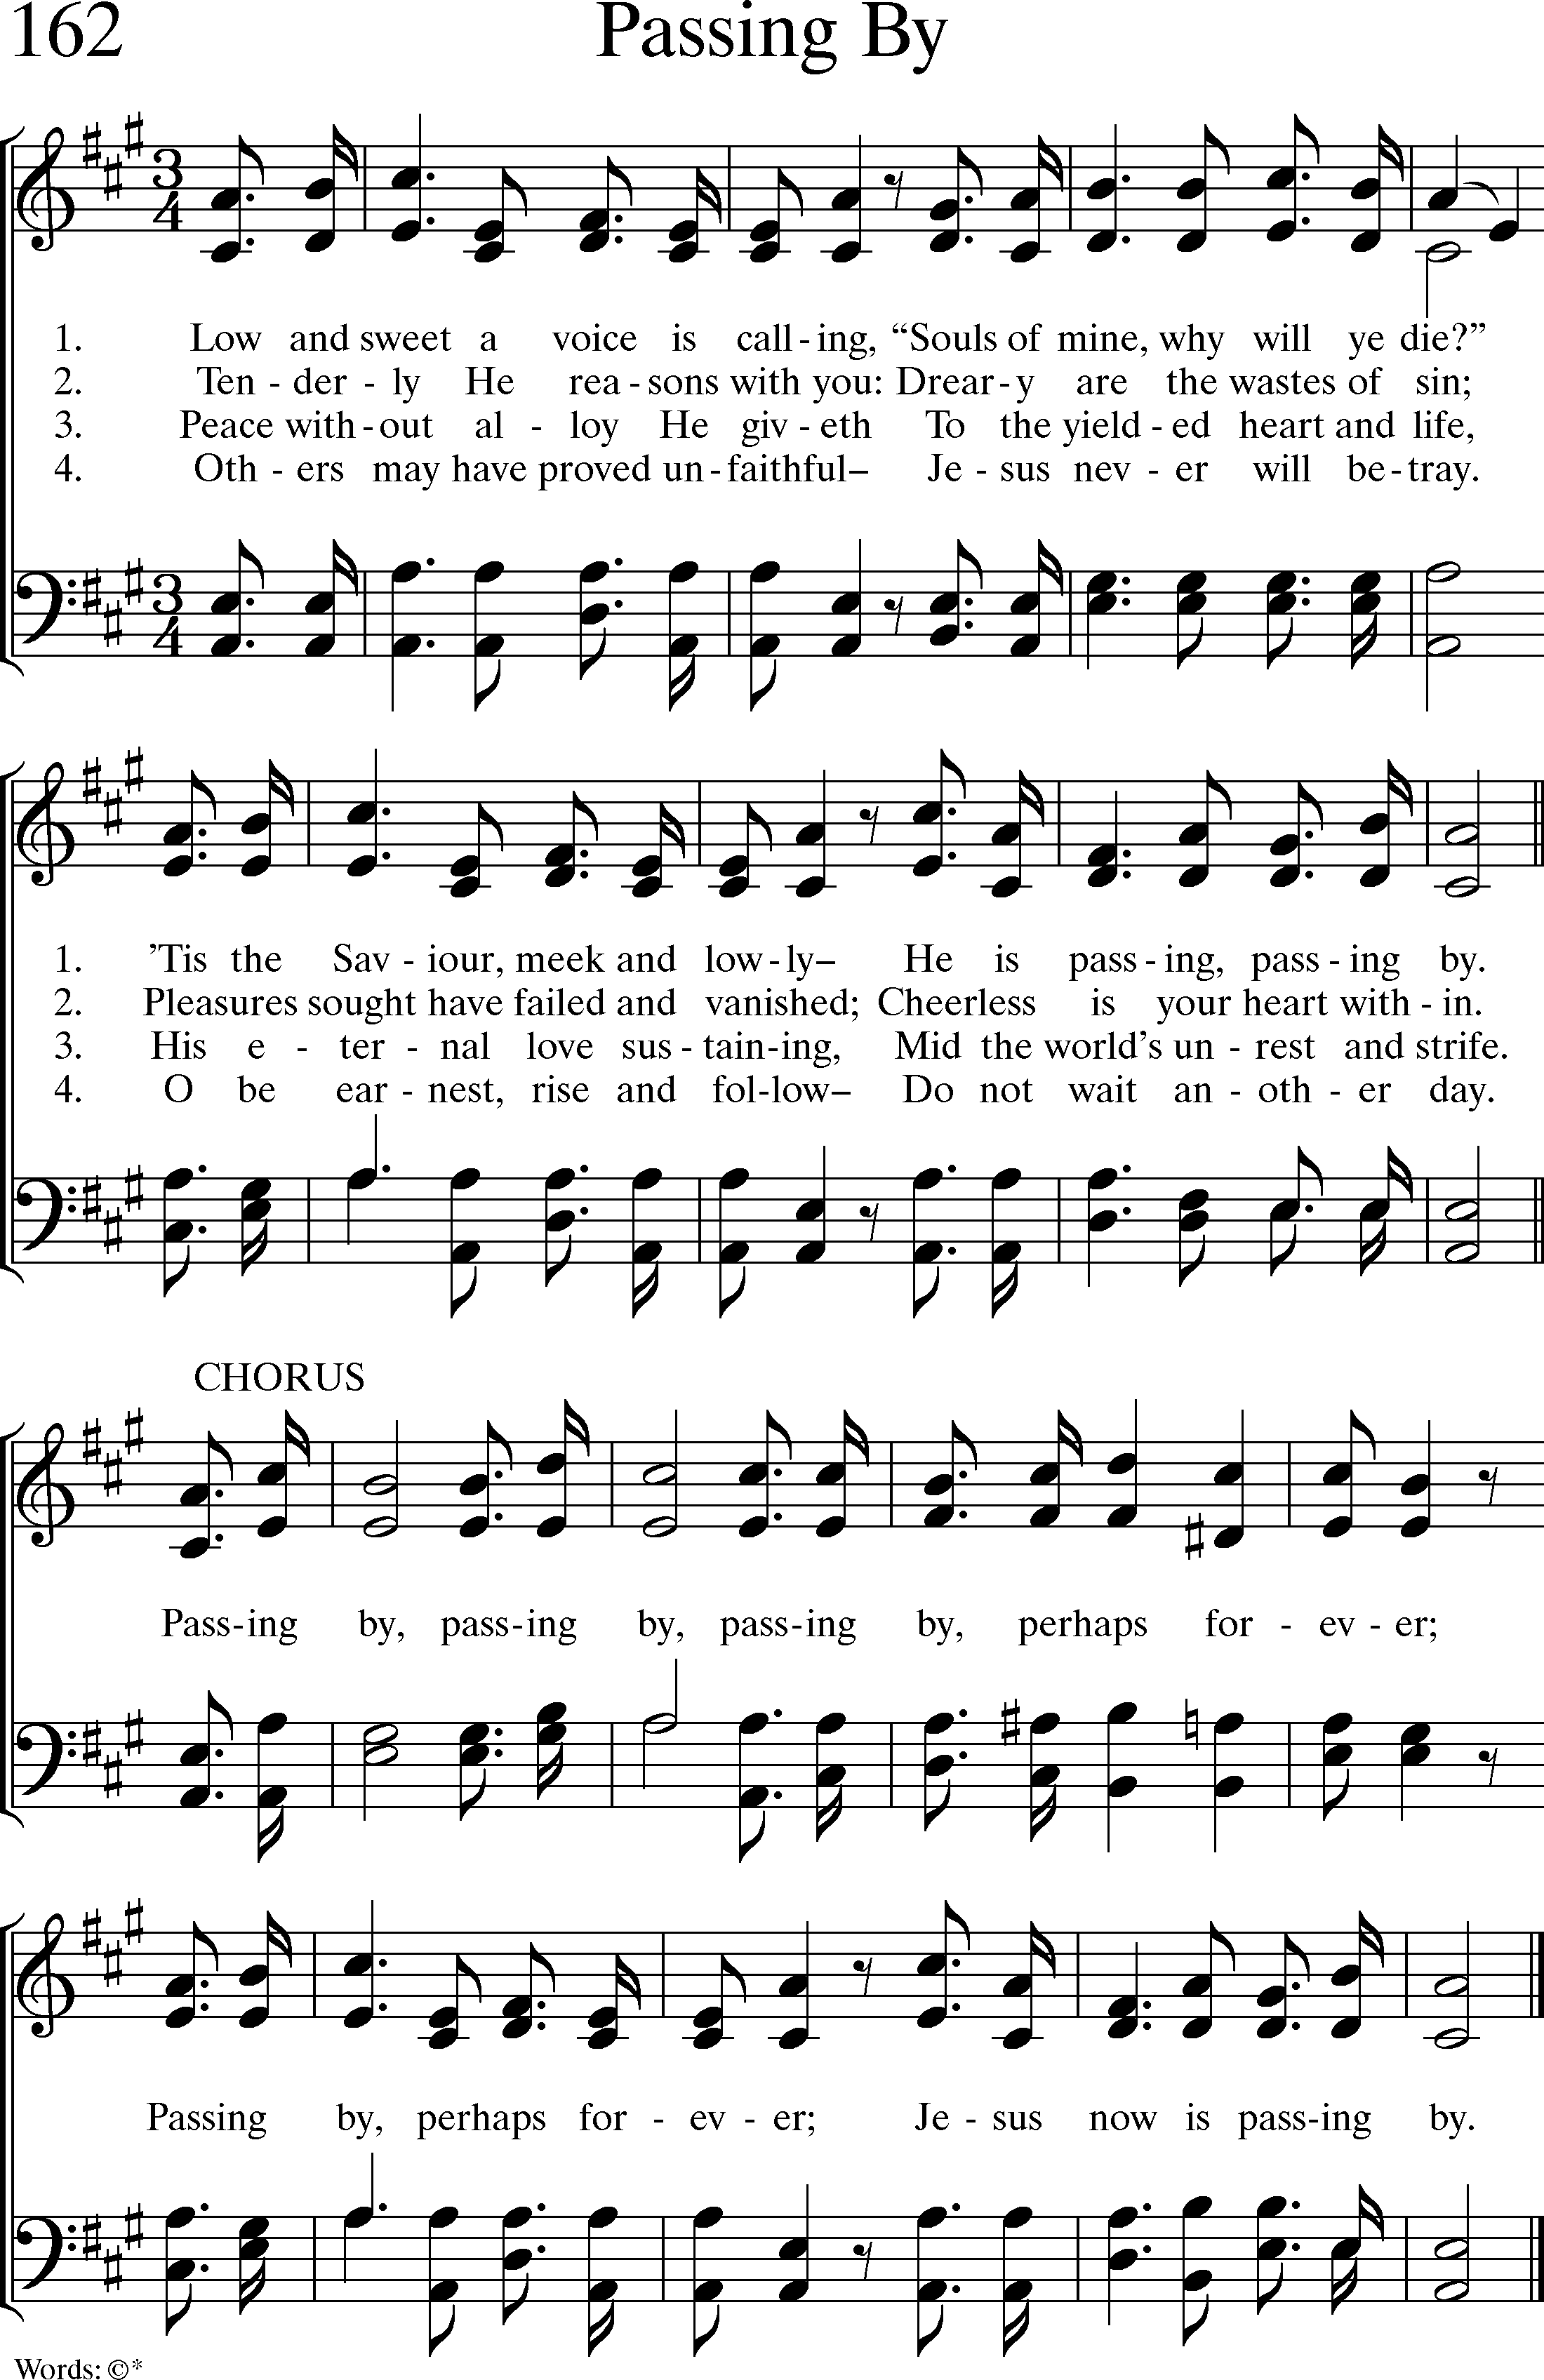 162 Passing By
1. Low and sweet a voice is call - ing, “Souls of mine, why will ye die?”
2. Ten - der - ly He rea - sons with you: Drear - y are the wastes of sin;
3. Peace with - out al - loy He giv - eth To the yield - ed heart and life,
4. Oth - ers may have proved un - faithful– Je - sus nev - er will be - tray.
1. ’Tis the Sav - iour, meek and low - ly– He is pass - ing, pass - ing by.
2. Pleasures sought have failed and vanished; Cheerless is your heart with - in.
3. His e - ter - nal love sus - tain - ing, Mid the world’s un - rest and strife.
4. O be ear - nest, rise and fol - low– Do not wait an - oth - er day.
CHORUS
Pass - ing by, pass - ing by, pass - ing by, perhaps for - ev - er;
Passing by, perhaps for - ev - er; Je - sus now is pass - ing by.
Words: ©*